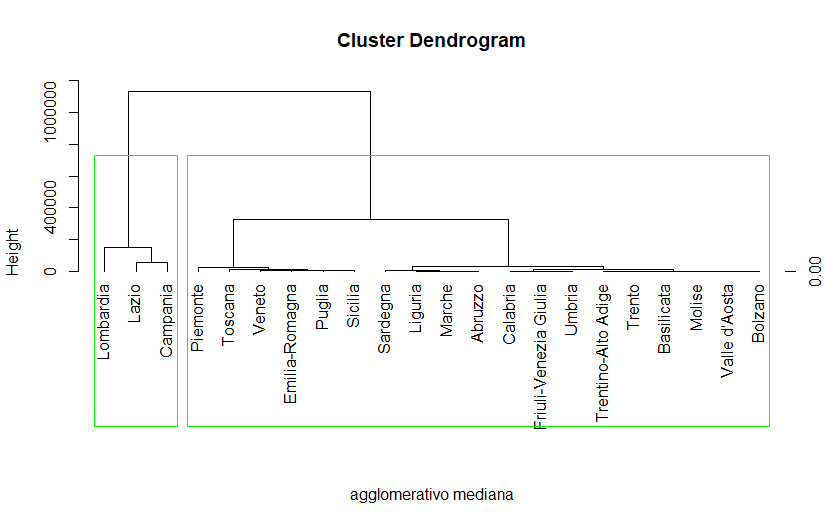 Cluster Dendrogram
Height
0
400000
1000000
Lombardia
Lazio
Campania
Piemonte
Toscana
Veneto
Emilia-Romagna
Puglia
Sicilia
Sardegna
Liguria
Marche
Abruzzo
Calabria
Friuli-Venezia Giulia
Umbria
Trentino-Alto Adige
Trento
Basilicata
Molise
Valle d'Aosta
Bolzano
0.00
agglomerativo mediana